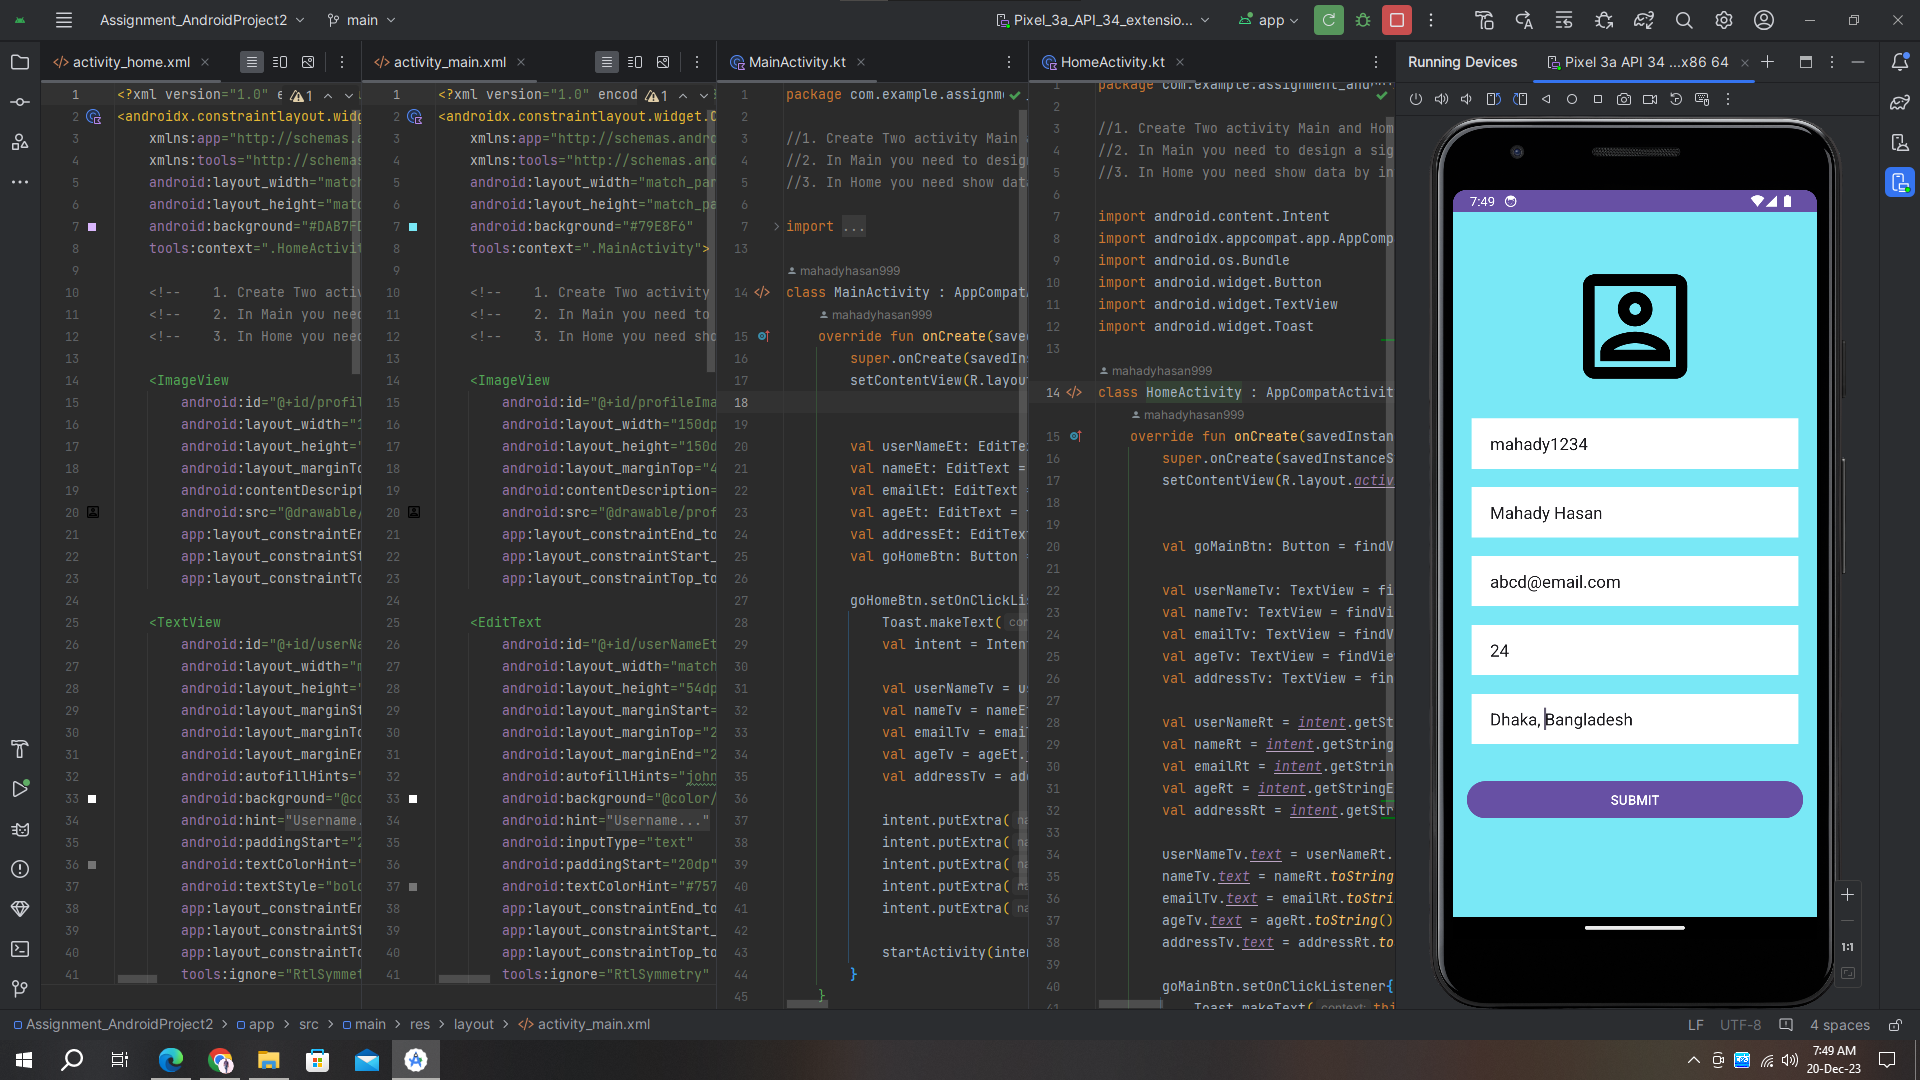 Assignment_AndroidProject2
main
Pixel_3a_API_34_extensio...
app
activity_home.xml
activity_main.xml
MainActivity.kt
HomeActivity.kt
Running Devices
Pixel 3a API 34 ...x86 64
1 <?xml version="1.0" e
1
2 <androidx.constraintlayout.widg
3 xmlns:app="http://schemas.a
4 xmlns:tools="http://schemas
5 android:layout_width="match
6 android:layout_height="matc
7 android:background="#DAB7FD
8 tools:context=".HomeActivit
9
10 <!-- 1. Create Two activ
11 <!-- 2. In Main you need
12 <!-- 3. In Home you need
13
14 <ImageView
15 android:id="@+id/profil
16 android:layout_width="1
17 android:layout_height="
18 android:layout_marginTo
19 android:contentDescript
20 android:src="@drawable/
21 app:layout_constraintEn
22 app:layout_constraintSt
23 app:layout_constraintTo
24
25 <TextView
26 android:id="@+id/userNa
27 android:layout_width="m
28 android:layout_height="
29 android:layout_marginSt
30 android:layout_marginTo
31 android:layout_marginEn
32 android:autofillHints="
33 android:background="@co
34 android:hint="Username.
35 android:paddingStart="2
36 android:textColorHint="
37 android:textStyle="bold
38 app:layout_constraintEn
39 app:layout_constraintSt
40 app:layout_constraintTo
41 tools:ignore="RtlSymmet
1 <?xml version="1.0" encod
1
2 <androidx.constraintlayout.widget.C
3 xmlns:app="http://schemas.andro
4 xmlns:tools="http://schemas.and
5 android:layout_width="match_par
6 android:layout_height="match_pa
7 android:background="#79E8F6"
8 tools:context=".MainActivity">
9
10 <!-- 1. Create Two activity
11 <!-- 2. In Main you need to
12 <!-- 3. In Home you need sho
13
14 <ImageView
15 android:id="@+id/profileIma
16 android:layout_width="150dp
17 android:layout_height="150d
18 android:layout_marginTop="4
19 android:contentDescription=
20 android:src="@drawable/prof
21 app:layout_constraintEnd_to
22 app:layout_constraintStart_
23 app:layout_constraintTop_to
24
25 <EditText
26 android:id="@+id/userNameEt
27 android:layout_width="match
28 android:layout_height="54dp
29 android:layout_marginStart=
30 android:layout_marginTop="2
31 android:layout_marginEnd="2
32 android:autofillHints="john
33 android:background="@color/
34 android:hint="Username..."
35 android:inputType="text"
36 android:paddingStart="20dp"
37 android:textColorHint="#757
38 app:layout_constraintEnd_to
39 app:layout_constraintStart_
40 app:layout_constraintTop_to
41 tools:ignore="RtlSymmetry"
1 package com.example.assignm
2
3 //1. Create Two activity Main
4 //2. In Main you need to desig
5 //3. In Home you need show dat
6
7 import ...
13
mahadyhasan999
14 class MainActivity : AppCompatA
mahadyhasan999
15 override fun onCreate(save
16 super.onCreate(savedIns
17 setContentView(R.layou
18
20 val userNameEt: EditTe
21 val nameEt: EditText =
22 val emailEt: EditText
23 val ageEt: EditText =
24 val addressEt: EditTex
25 val goHomeBtn: Button
26
27 goHomeBtn.setOnClickLi
28 Toast.makeText( con
29 val intent = Inten
30
31 val userNameTv = us
32 val nameTv = nameE
33 val emailTv = emai
34 val ageTv = ageEt.
35 val addressTv = add
36
37 intent.putExtra( na
38 intent.putExtra( na
39 intent.putExtra( na
40 intent.putExtra( na
41 intent.putExtra( na
42
43 startActivity(inten
44 }
45 }
1 package com.example.assignment_andr
2
3 //1. Create Two activity Main and Hom
4 //2. In Main you need to design a sig
5 //3. In Home you need show data by in
6
7 import android.content.Intent
8 import androidx.appcompat.app.AppComp
9 import android.os.Bundle
10 import android.widget.Button
11 import android.widget.TextView
12 import android.widget.Toast
13
mahadyhasan999
14 class HomeActivity : AppCompatActivit
mahadyhasan999
15 override fun onCreate(savedInstan
16 super.onCreate(savedInstanceS
17 setContentView(R.layout.activ
18
19
20 val goMainBtn: Button = findV
21
22 val userNameTv: TextView = fi
23 val nameTv: TextView = findVi
24 val emailTv: TextView = findV
25 val ageTv: TextView = findVie
26 val addressTv: TextView = fin
27
28 val userNameRt = intent.getSt
29 val nameRt = intent.getString
30 val emailRt = intent.getStrin
31 val ageRt = intent.getStringE
32 val addressRt = intent.getStr
33
34 userNameTv.text = userNameRt.
35 nameTv.text = nameRt.toString
36 emailTv.text = emailRt.toStri
37 ageTv.text = ageRt.toString()
38 addressTv.text = addressRt.to
39
40 goMainBtn.setOnClickListener{
41 Toast.makeText( context: thi
7:49
mahady1234
Mahady Hasan
abcd@email.com
24
Dhaka, Bangladesh
SUBMIT
1:1
Assignment_AndroidProject2 > app > src > main > res > layout > activity_main.xml
LF UTF-8 4 spaces
7:49 AM
20-Dec-23